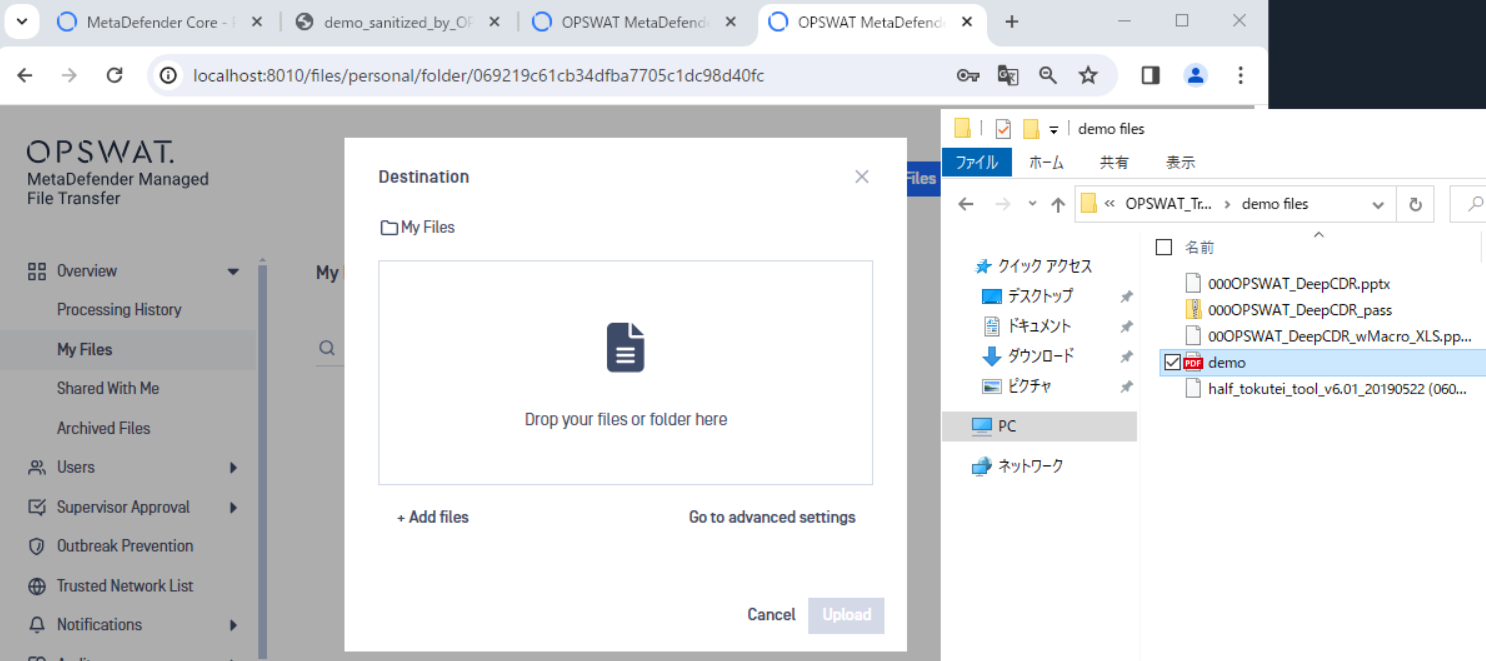 MetaDefender Core -
demo_sanitized_by_OP
OPSWAT MetaDefend
OPSWAT MetaDefend
localhost:8010/files/personal/folder/069219c61cb34dfba7705c1dc98d40fc
OPSWAT.
MetaDefender Managed
File Transfer
Overview
Processing History
My Files
Shared With Me
Archived Files
Users
Supervisor Approval
Outbreak Prevention
Trusted Network List
Notifications
My
Files
Destination
My Files
Drop your files or folder here
+ Add files
Go to advanced settings
Cancel
Upload
demo files
ファイル
ホーム
共有
表示
« OPSWAT_Tr... › demo files
名前
クイック アクセス
デスクトップ
ドキュメント
ダウンロード
ピクチャ
PC
ネットワーク
000OPSWAT_DeepCDR.pptx
000OPSWAT_DeepCDR_pass
00OPSWAT_DeepCDR_wMacro_XLS.pp...
PDF demo
half_tokutei_tool_v6.01_20190522 (060...